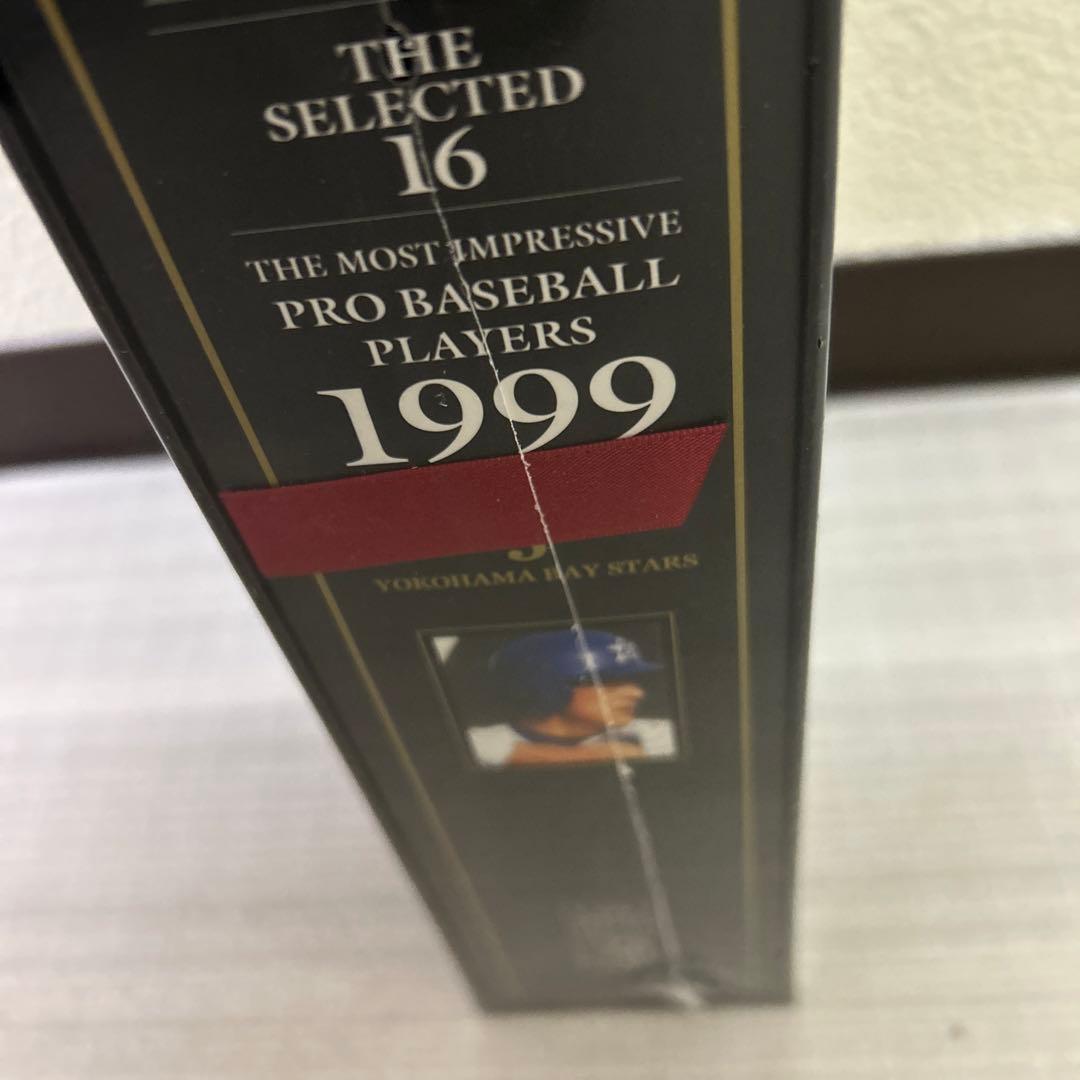 THE
SELECTED
16
THE MOST IMPRESSIVE
PRO BASEBALL
PLAYERS
1999
YOKOHAMA BAY STARS